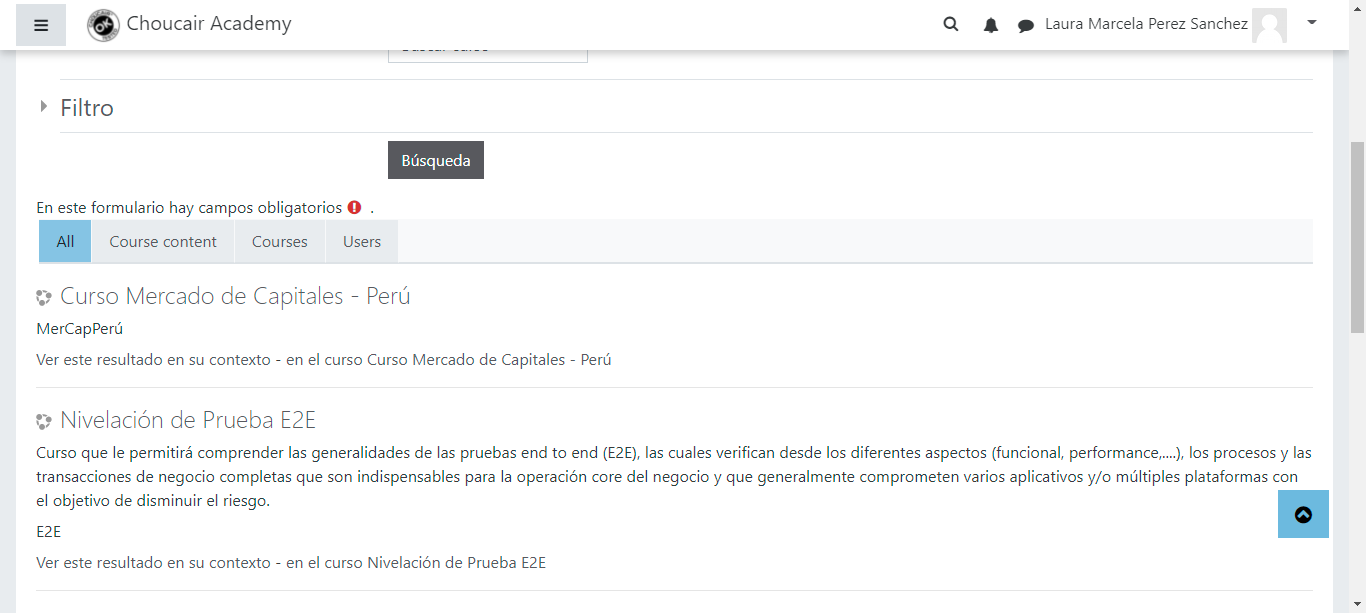 Choucair Academy
Laura Marcela Perez Sanchez
Filtro
Búsqueda
En este formulario hay campos obligatorios .
All Course content Courses Users
Curso Mercado de Capitales - Perú
MerCapPerú
Ver este resultado en su contexto - en el curso Curso Mercado de Capitales - Perú
Nivelación de Prueba E2E
Curso que le permitirá comprender las generalidades de las pruebas end to end (E2E), las cuales verifican desde los diferentes aspectos (funcional, performance,....), los procesos y las
transacciones de negocio completas que son indispensables para la operación core del negocio y que generalmente comprometen varios aplicativos y/o múltiples plataformas con
el objetivo de disminuir el riesgo.
E2E
Ver este resultado en su contexto - en el curso Nivelación de Prueba E2E